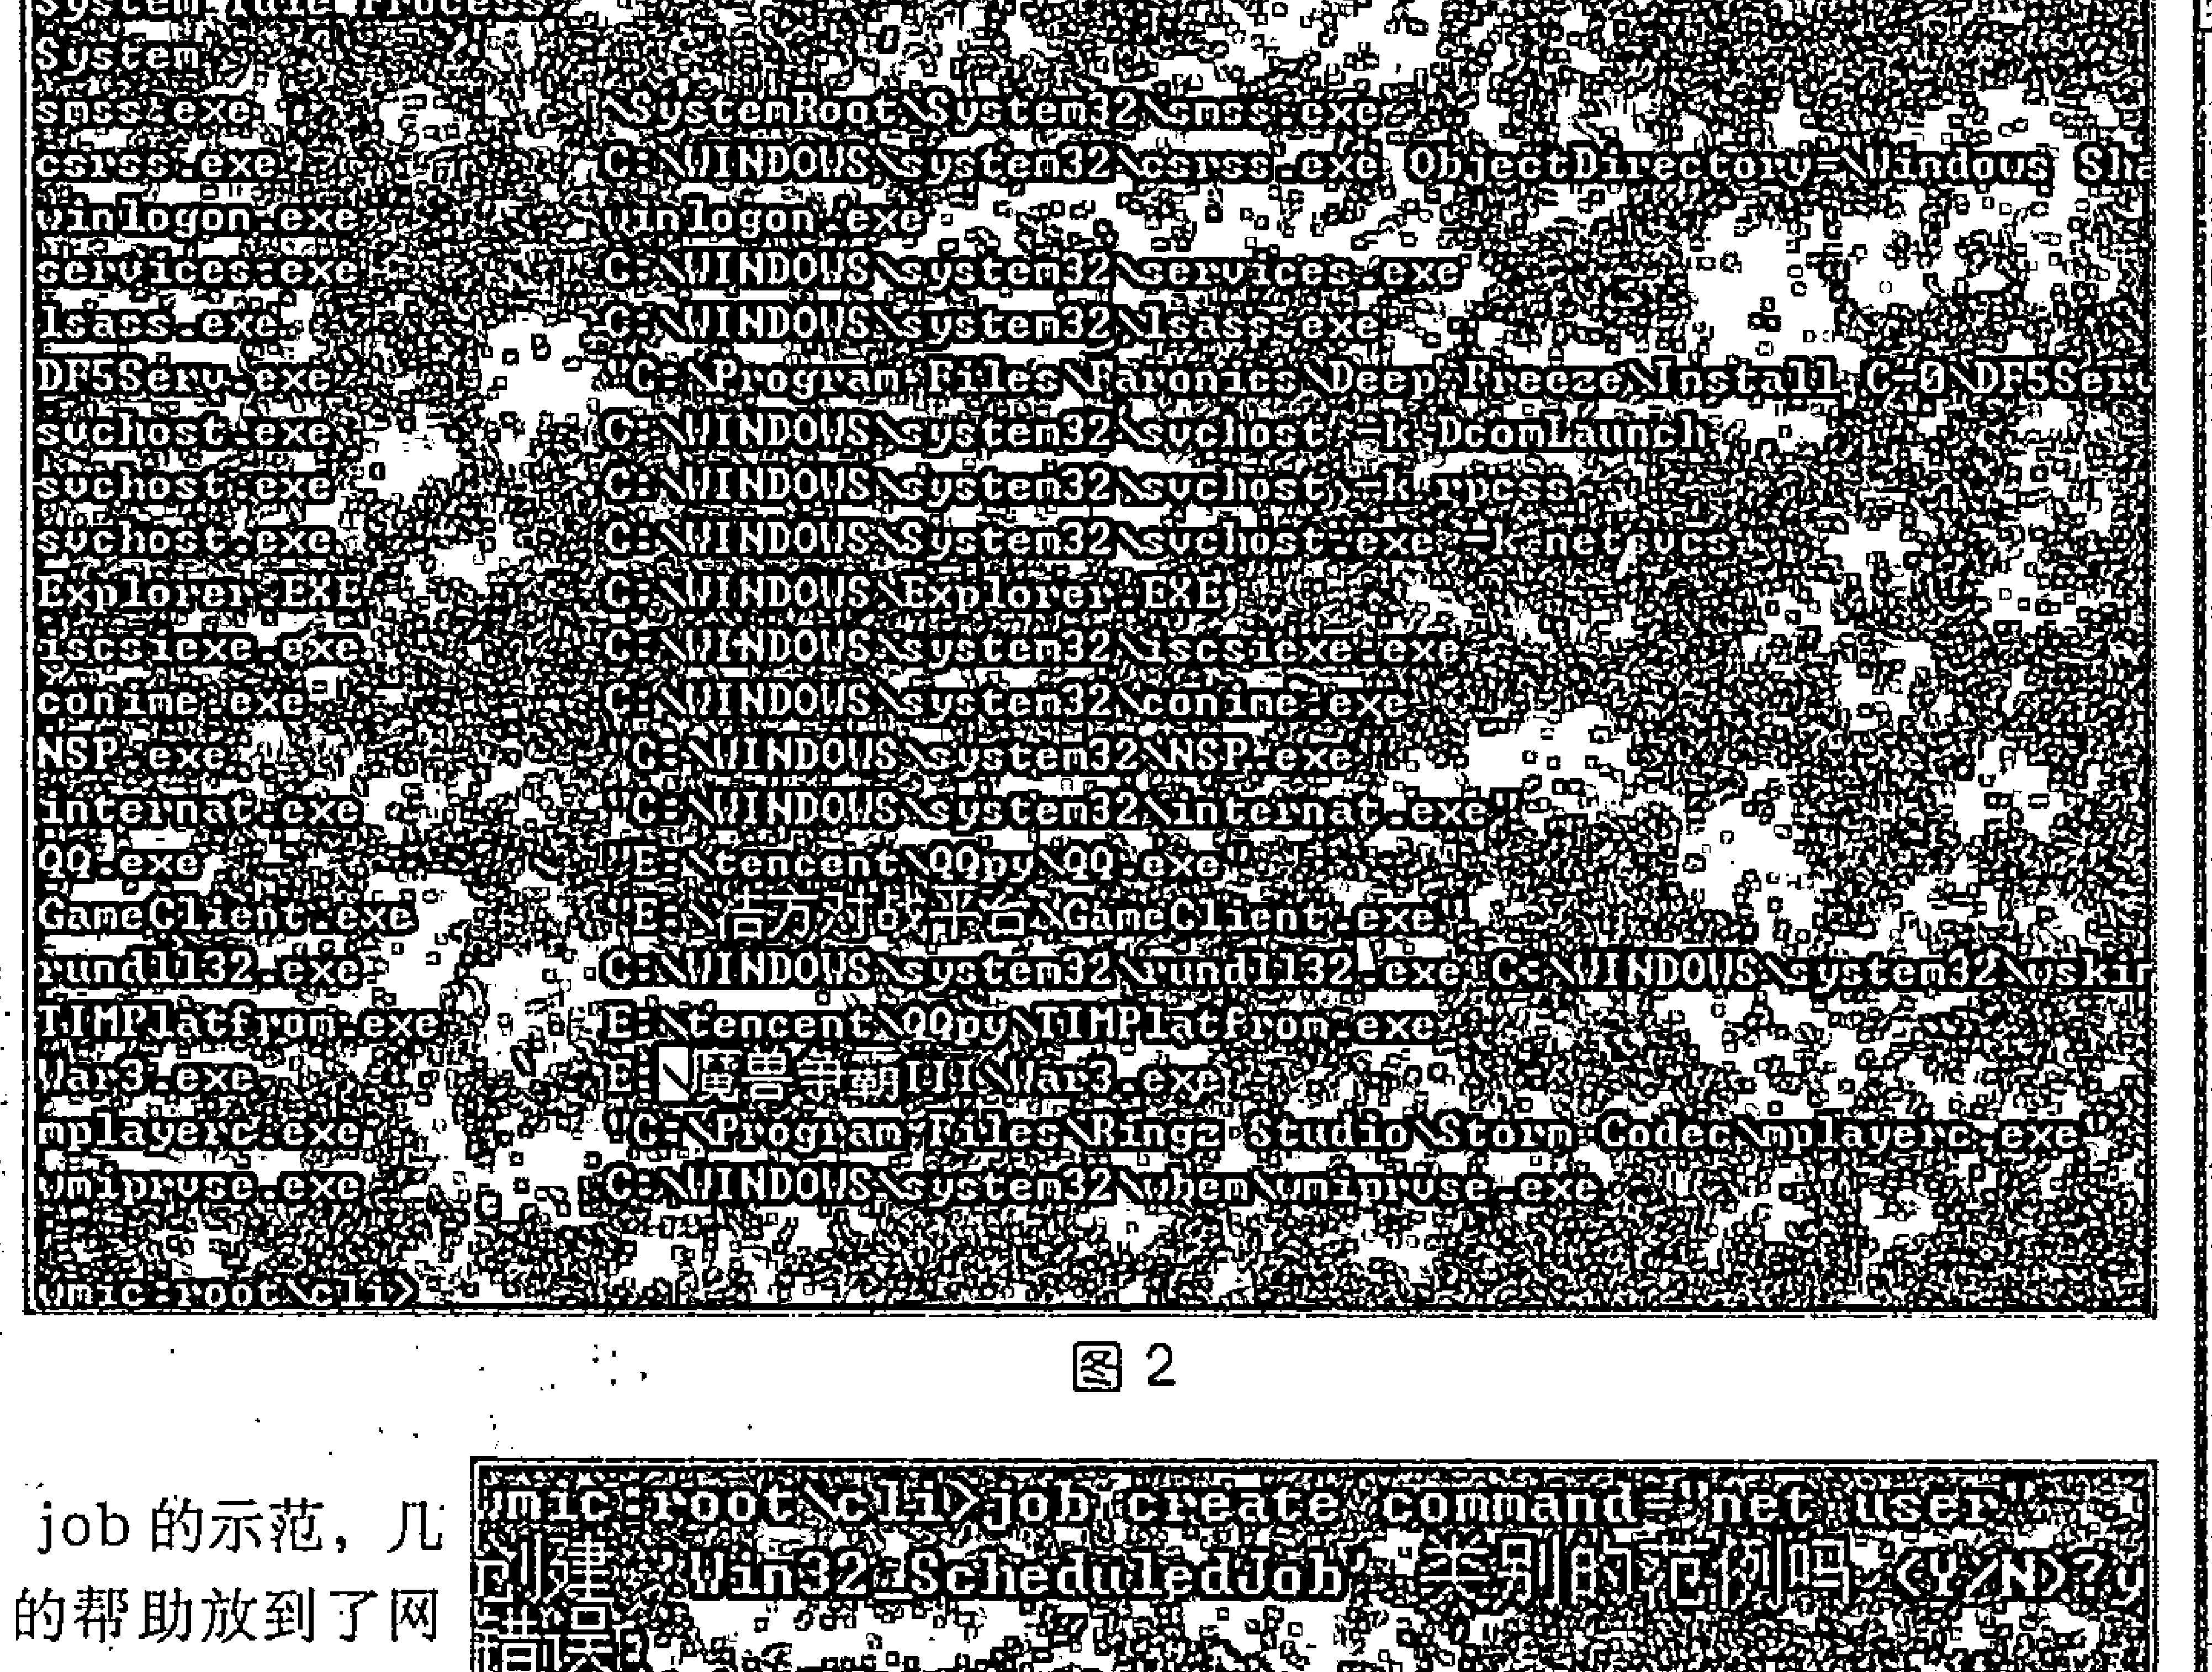 System Idle Process
System
smss.exe \SystemRoot\System32\smss.exe
csrss.exe C:\WINDOWS\system32\csrss.exe ObjectDirectory=\Windows Sha
winlogon.exe winlogon.exe
services.exe C:\WINDOWS\system32\services.exe
lsass.exe C:\WINDOWS\system32\lsass.exe
DF5Serv.exe "C:\Program Files\Faronics\Deep Freeze\Install C-0\DF5Serv
svchost.exe C:\WINDOWS\system32\svchost -k DcomLaunch
svchost.exe C:\WINDOWS\system32\svchost -k rpcss
svchost.exe C:\WINDOWS\System32\svchost.exe -k netsvcs
Explorer.EXE C:\WINDOWS\Explorer.EXE
iscsiexe.exe C:\WINDOWS\system32\iscsiexe.exe
conime.exe C:\WINDOWS\system32\conime.exe
NSP.exe "C:\WINDOWS\system32\NSP.exe"
internat.exe "C:\WINDOWS\system32\internat.exe"
QQ.exe "E:\tencent\QQpy\QQ.exe"
GameClient.exe "E:\浩方对战平台\GameClient.exe"
rundll32.exe C:\WINDOWS\system32\rundll32.exe C:\WINDOWS\system32\wskin
TIMPlatfrom.exe E:\tencent\QQpy\TIMPlatfrom.exe
War3.exe E:\魔兽争霸III\War3.exe
mplayerc.exe "C:\Program Files\Ringz Studio\Storm Codec\mplayerc.exe"
wmiprvse.exe C:\WINDOWS\system32\wbem\wmiprvse.exe
wmic:root\cli>
图 2
job 的示范，几
的帮助放到了网
wmic:root\cli>job create command="net user"
创建 'Win32_ScheduledJob' 类别的范例吗 <Y/N>?y